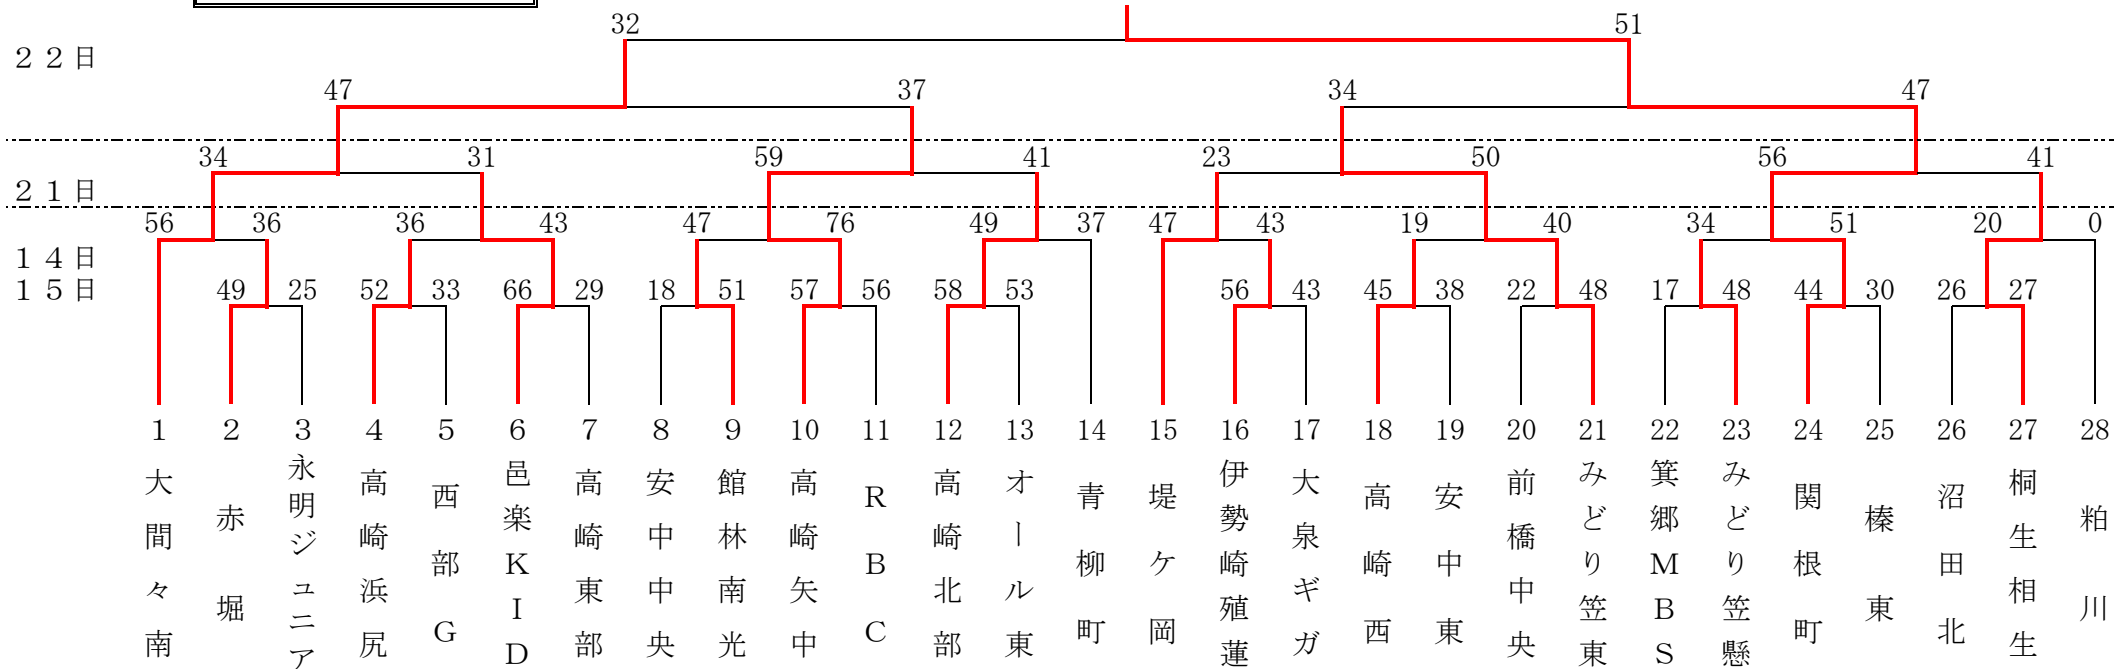 32 51
２２日
47 37 34 47
34 31 59 41 23 50 56 41
２１日
56 36 36 43 47 76 49 37 47 43 19 40 34 51 20 0
１４日
１５日
49 25 52 33 66 29 18 51 57 56 58 53 56 43 45 38 22 48 17 48 44 30 26 27
1 2 3 4 5 6 7 8 9 10 11 12 13 14 15 16 17 18 19 20 21 22 23 24 25 26 27 28
大間々南
赤堀
永明ジュニア
高崎浜尻
西部Ｇ
邑楽ＫＩＤ
高崎東部
安中中央
館林南光
高崎矢中
ＲＢＣ
高崎北部
オール東
青柳町
堤ケ岡
伊勢崎殖蓮
大泉ギガ
高崎西
安中東
前橋中央
みどり笠東
箕郷ＭＢＳ
みどり笠懸
関根町
榛東
沼田北
桐生相生
粕川